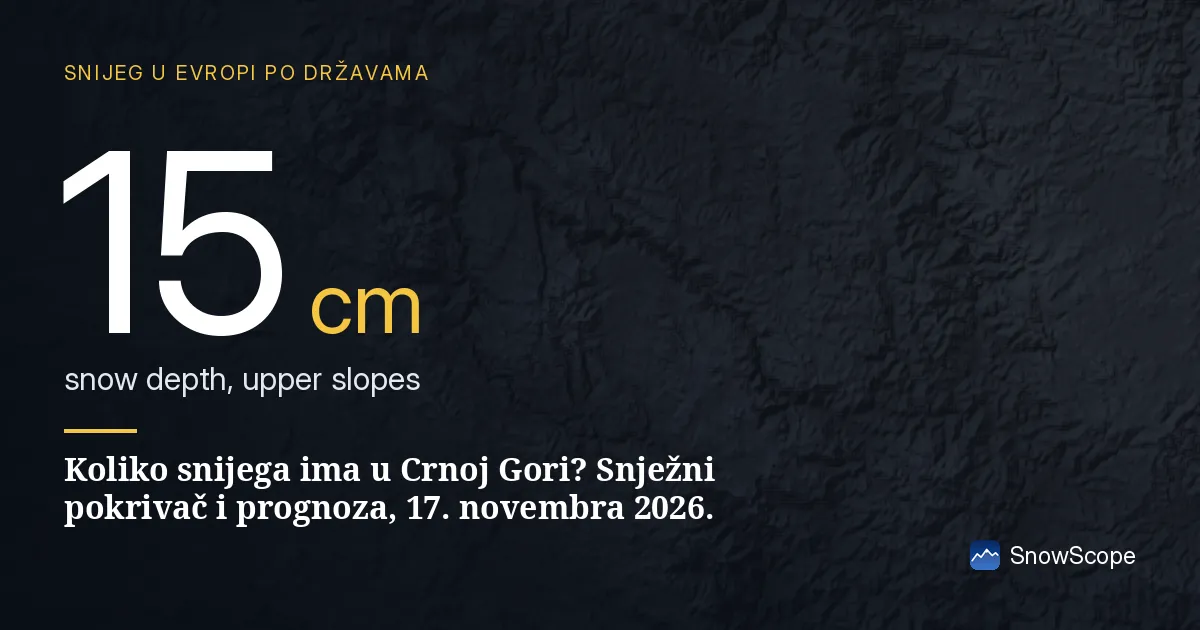 SNIJEG U EVROPI PO DRŽAVAMA
15 cm
snow depth, upper slopes
Koliko snijega ima u Crnoj Gori? Snježni
pokrivač i prognoza, 17. novembra 2026.
SnowScope